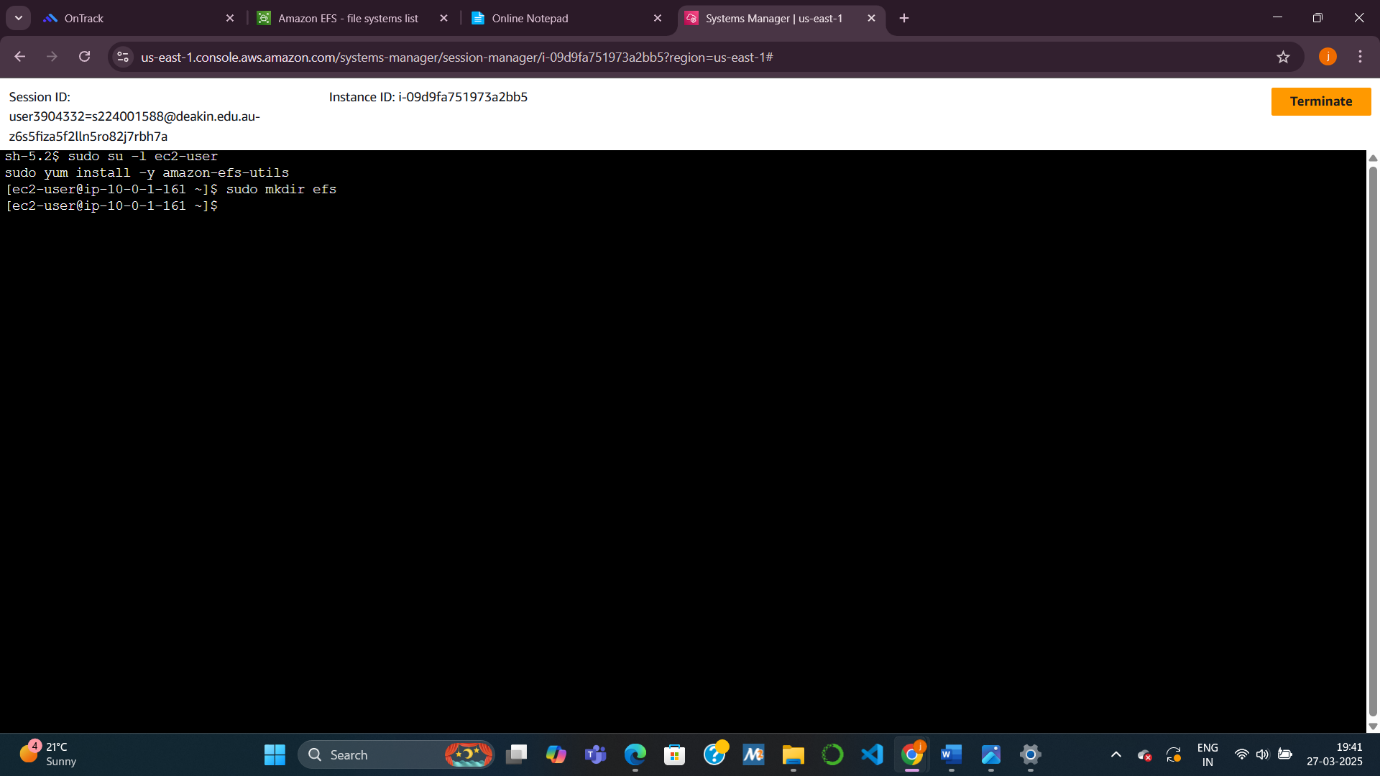 OnTrack
Amazon EFS - file systems list
Online Notepad
Systems Manager | us-east-1
us-east-1.console.aws.amazon.com/systems-manager/session-manager/i-09d9fa751973a2bb5?region=us-east-1#
j
Session ID:
user3904332=s224001588@deakin.edu.au-
z6s5fiza5f2lln5ro82j7rbh7a
Instance ID: i-09d9fa751973a2bb5
Terminate
sh-5.2$ sudo su -l ec2-user
sudo yum install -y amazon-efs-utils
[ec2-user@ip-10-0-1-161 ~]$ sudo mkdir efs
[ec2-user@ip-10-0-1-161 ~]$
4
21°C
Sunny
Search
ENG
IN
19:41
27-03-2025